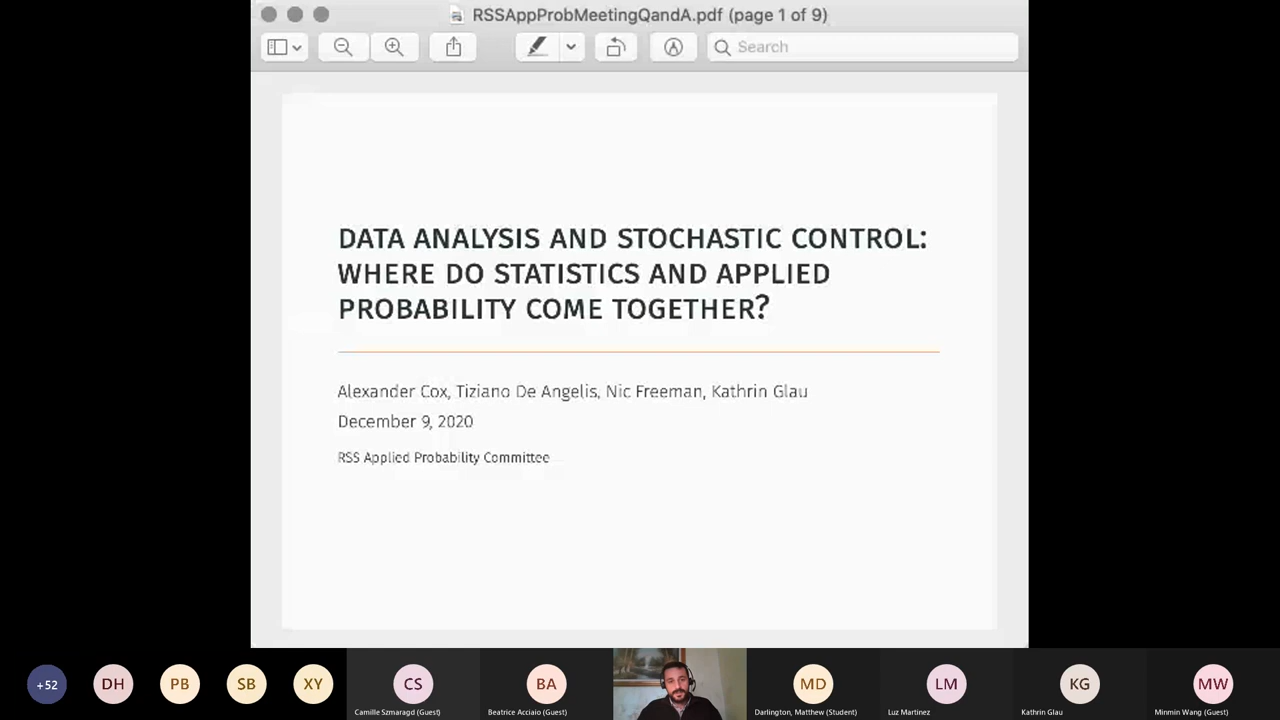 RSSAppProbMeetingQandA.pdf (page 1 of 9)
Search
DATA ANALYSIS AND STOCHASTIC CONTROL:
WHERE DO STATISTICS AND APPLIED
PROBABILITY COME TOGETHER?
Alexander Cox, Tiziano De Angelis, Nic Freeman, Kathrin Glau
December 9, 2020
RSS Applied Probability Committee
+52
DH
PB
SB
XY
CS
BA
MD
LM
KG
MW
Camille Szmaragd (Guest)
Beatrice Acciaio (Guest)
Darlington, Matthew (Student)
Luz Martinez
Kathrin Glau
Minmin Wang (Guest)